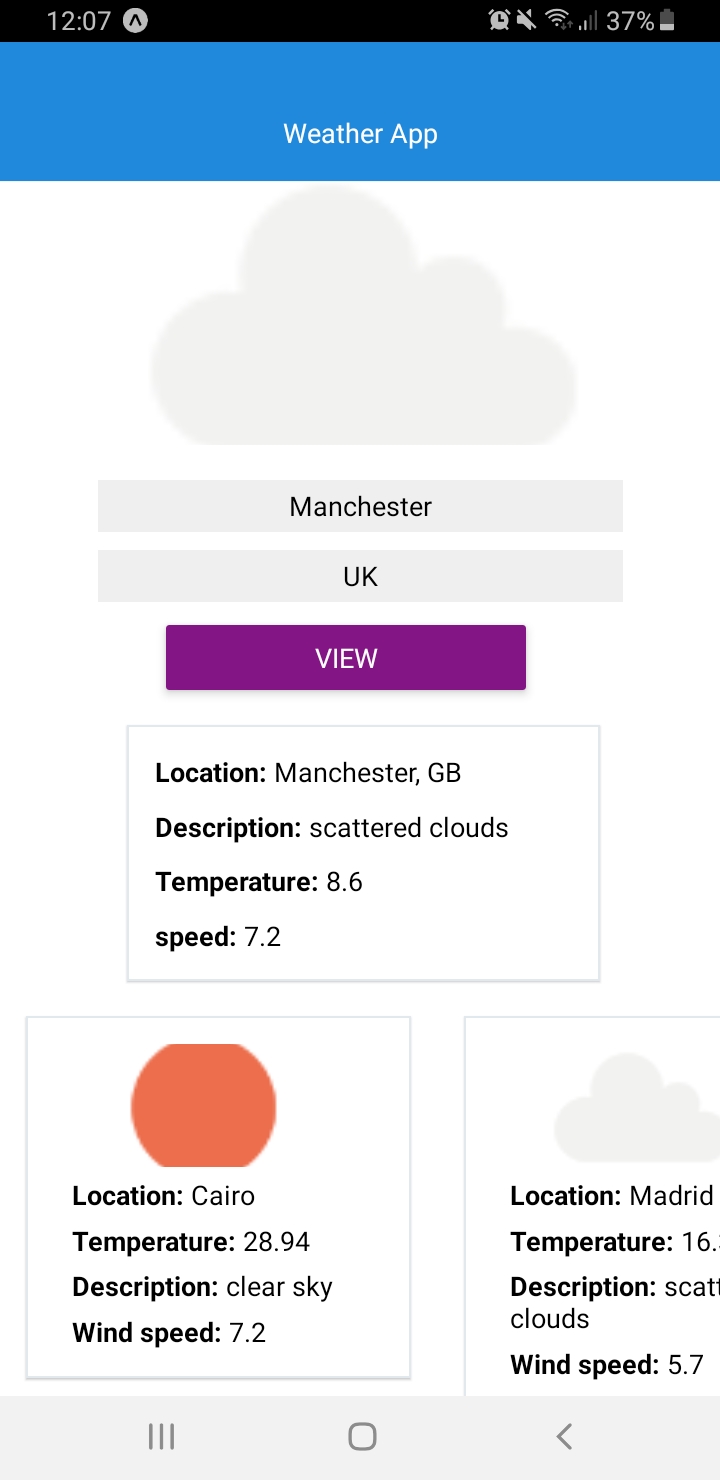 12:07
37%
Weather App
Manchester
UK
VIEW
Location: Manchester, GB
Description: scattered clouds
Temperature: 8.6
speed: 7.2
Location: Cairo
Temperature: 28.94
Description: clear sky
Wind speed: 7.2
Location: Madrid
Temperature: 16.
Description: scatt
clouds
Wind speed: 5.7